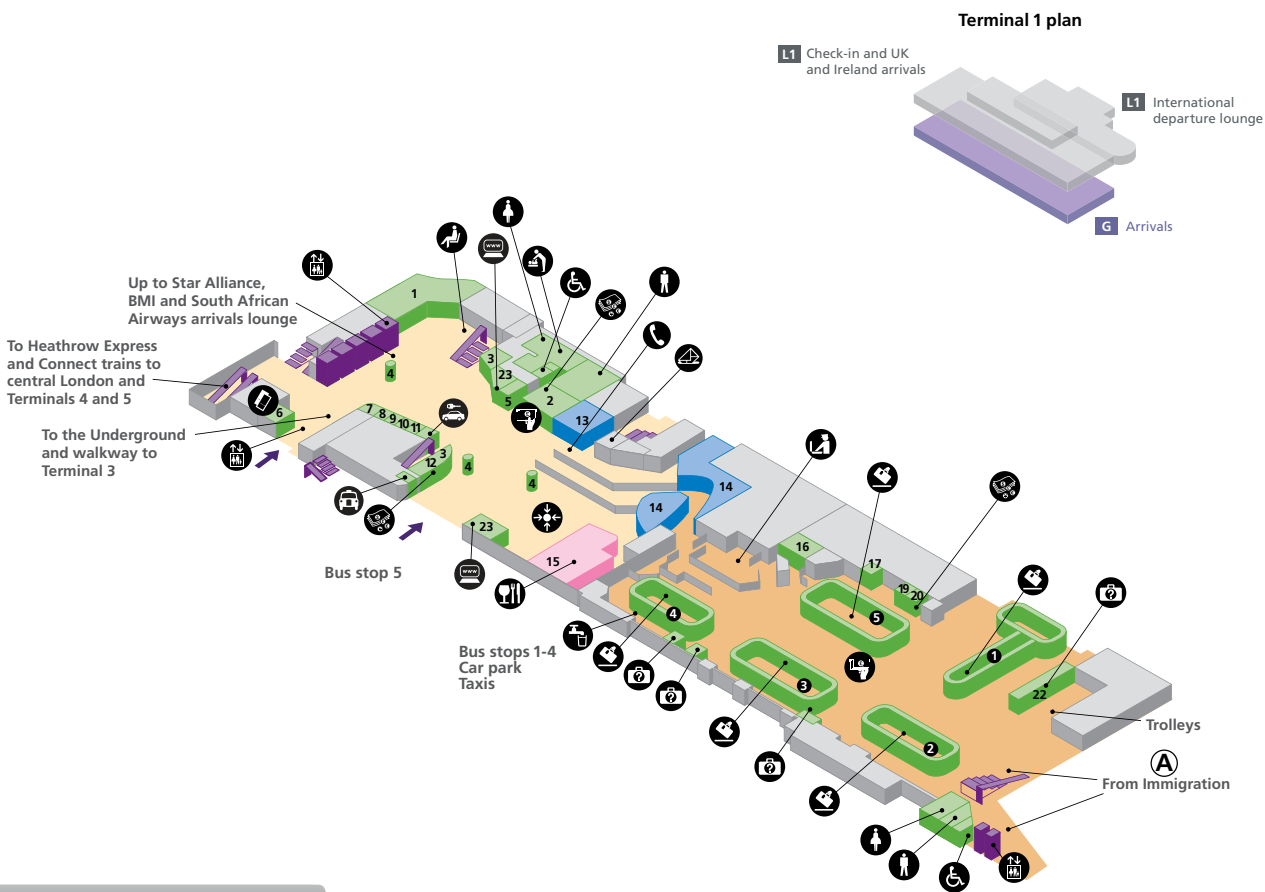 Terminal 1 plan
L1 Check-in and UK
and Ireland arrivals
L1 International
departure lounge
G Arrivals
Up to Star Alliance,
BMI and South African
Airways arrivals lounge
To Heathrow Express
and Connect trains to
central London and
Terminals 4 and 5
To the Underground
and walkway to
Terminal 3
1
www
3
23
4
5
2
13
6
7 8 9 10 11
12 3
4
4
14
14
23
www
15
16
17
19 20
Bus stop 5
4
5
1
22
3
2
Bus stops 1-4
Car park
Taxis
Trolleys
A
From Immigration